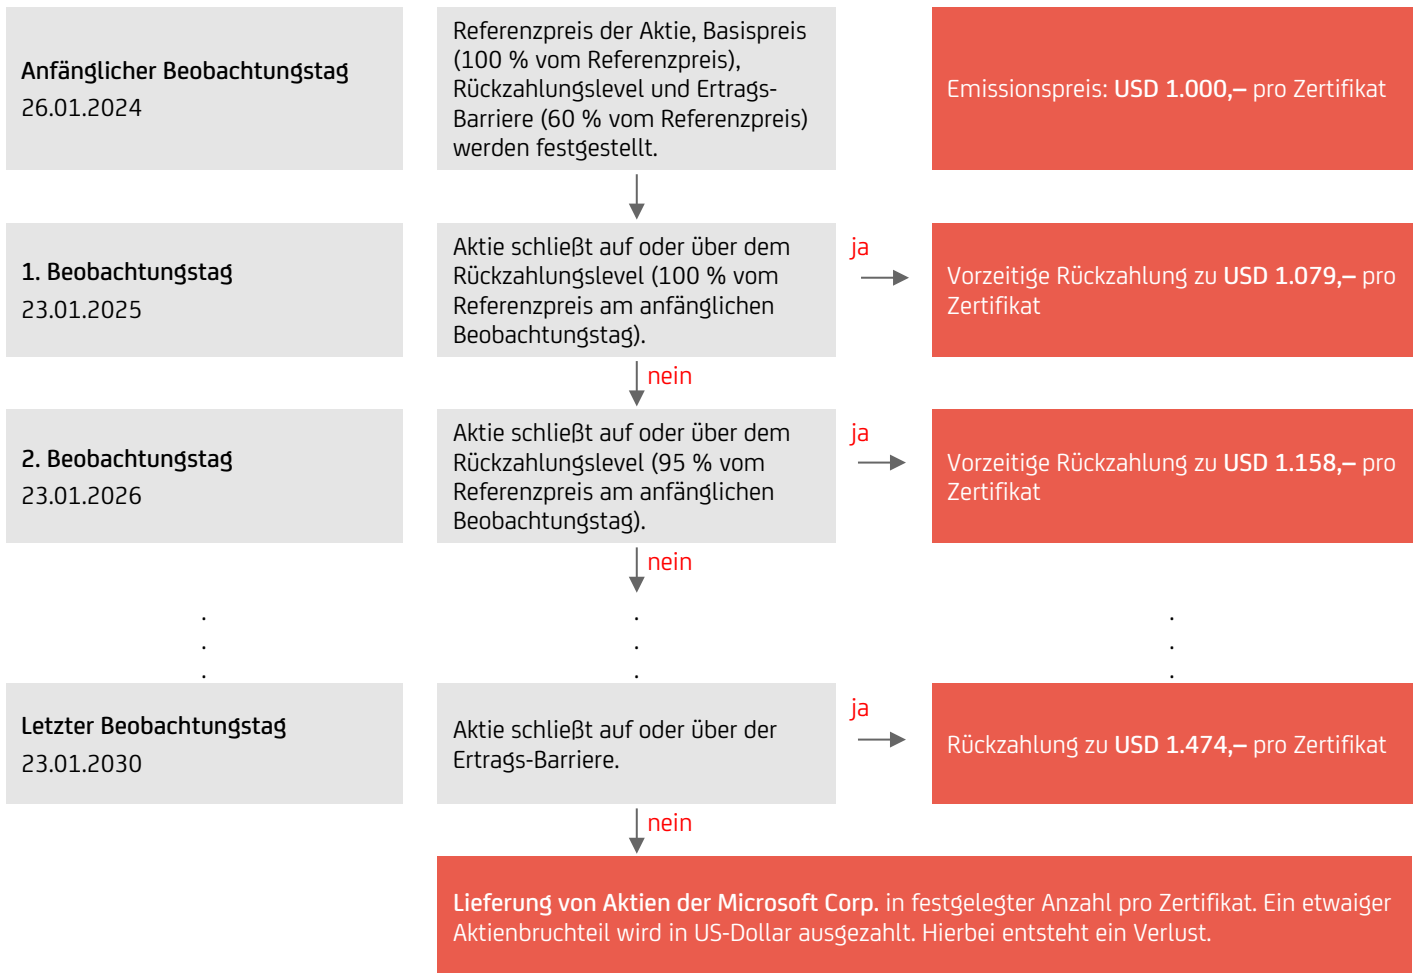 Anfänglicher Beobachtungstag
26.01.2024
Referenzpreis der Aktie, Basispreis
(100 % vom Referenzpreis),
Rückzahlungslevel und Ertrags-
Barriere (60 % vom Referenzpreis)
werden festgestellt.
Emissionspreis: USD 1.000,– pro Zertifikat
1. Beobachtungstag
23.01.2025
Aktie schließt auf oder über dem
Rückzahlungslevel (100 % vom
Referenzpreis am anfänglichen
Beobachtungstag).
ja
Vorzeitige Rückzahlung zu USD 1.079,– pro
Zertifikat
nein
2. Beobachtungstag
23.01.2026
Aktie schließt auf oder über dem
Rückzahlungslevel (95 % vom
Referenzpreis am anfänglichen
Beobachtungstag).
ja
Vorzeitige Rückzahlung zu USD 1.158,– pro
Zertifikat
nein
Letzter Beobachtungstag
23.01.2030
Aktie schließt auf oder über der
Ertrags-Barriere.
ja
Rückzahlung zu USD 1.474,– pro Zertifikat
nein
Lieferung von Aktien der Microsoft Corp. in festgelegter Anzahl pro Zertifikat. Ein etwaiger
Aktienbruchteil wird in US-Dollar ausgezahlt. Hierbei entsteht ein Verlust.